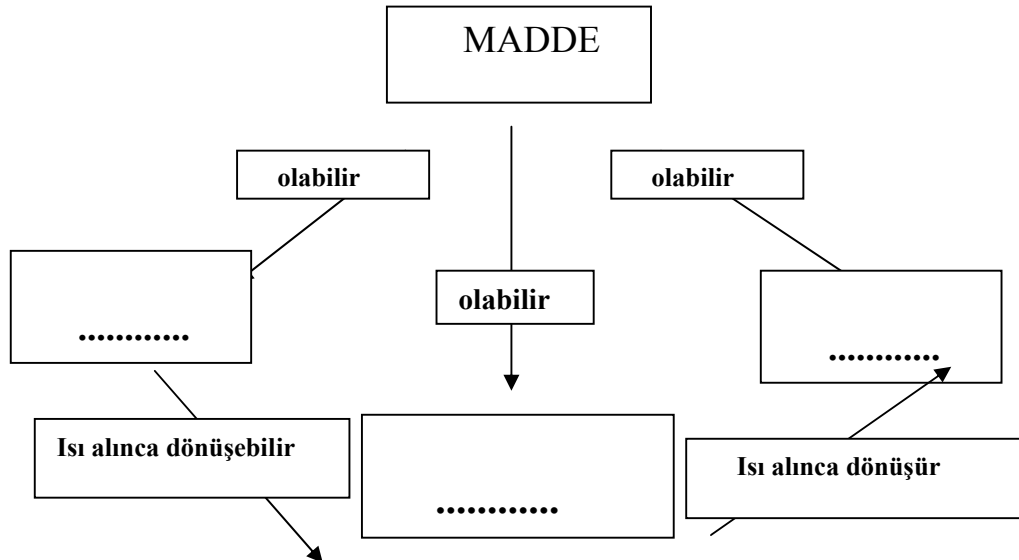 MADDE
olabilir
olabilir
olabilir
............
............
Isı alınca dönüşebilir
Isı alınca dönüşür
............